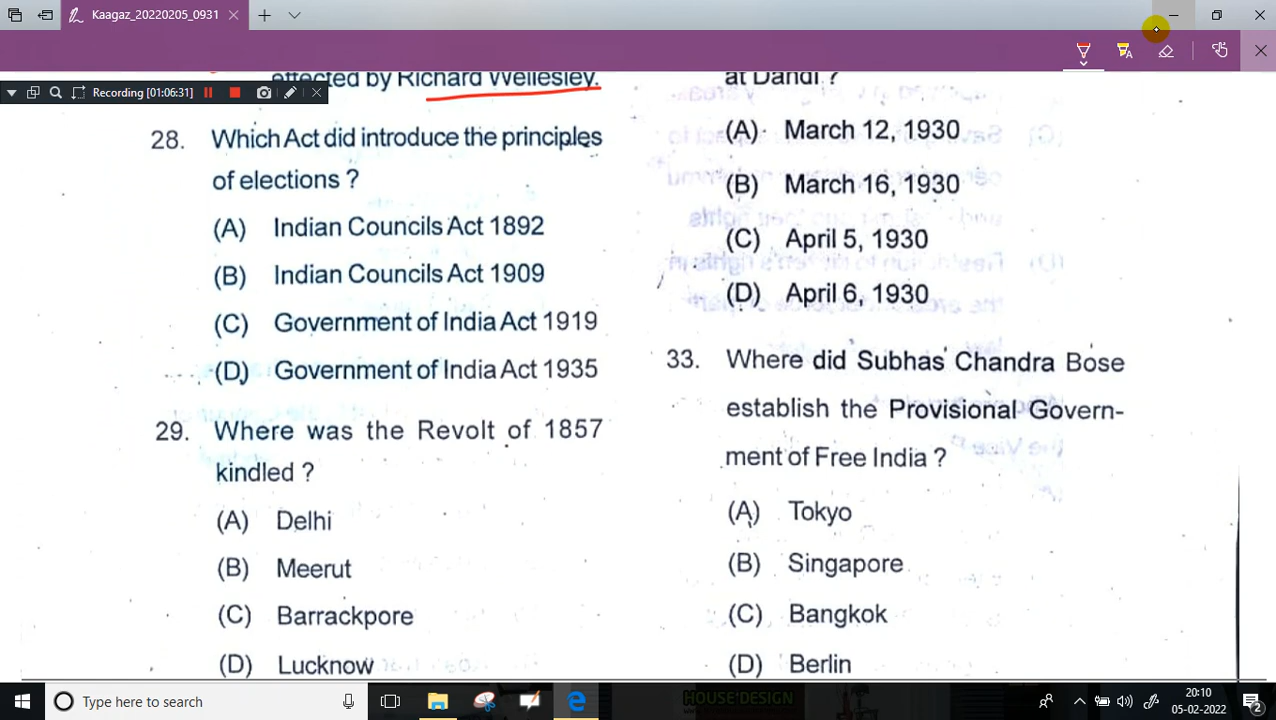 Kaagaz_20220205_0931
Recording [01:06:31]
effected by Richard Wellesley.
28. Which Act did introduce the principles
of elections ?
(A) Indian Councils Act 1892
(B) Indian Councils Act 1909
(C) Government of India Act 1919
(D) Government of India Act 1935
29. Where was the Revolt of 1857
kindled ?
(A) Delhi
(B) Meerut
(C) Barrackpore
(D) Lucknow
at Dandi ?
(A) March 12, 1930
(B) March 16, 1930
(C) April 5, 1930
(D) April 6, 1930
33. Where did Subhas Chandra Bose
establish the Provisional Govern-
ment of Free India ?
(A) Tokyo
(B) Singapore
(C) Bangkok
(D) Berlin
Type here to search
HOUSE DESIGN
20:10
05-02-2022
2